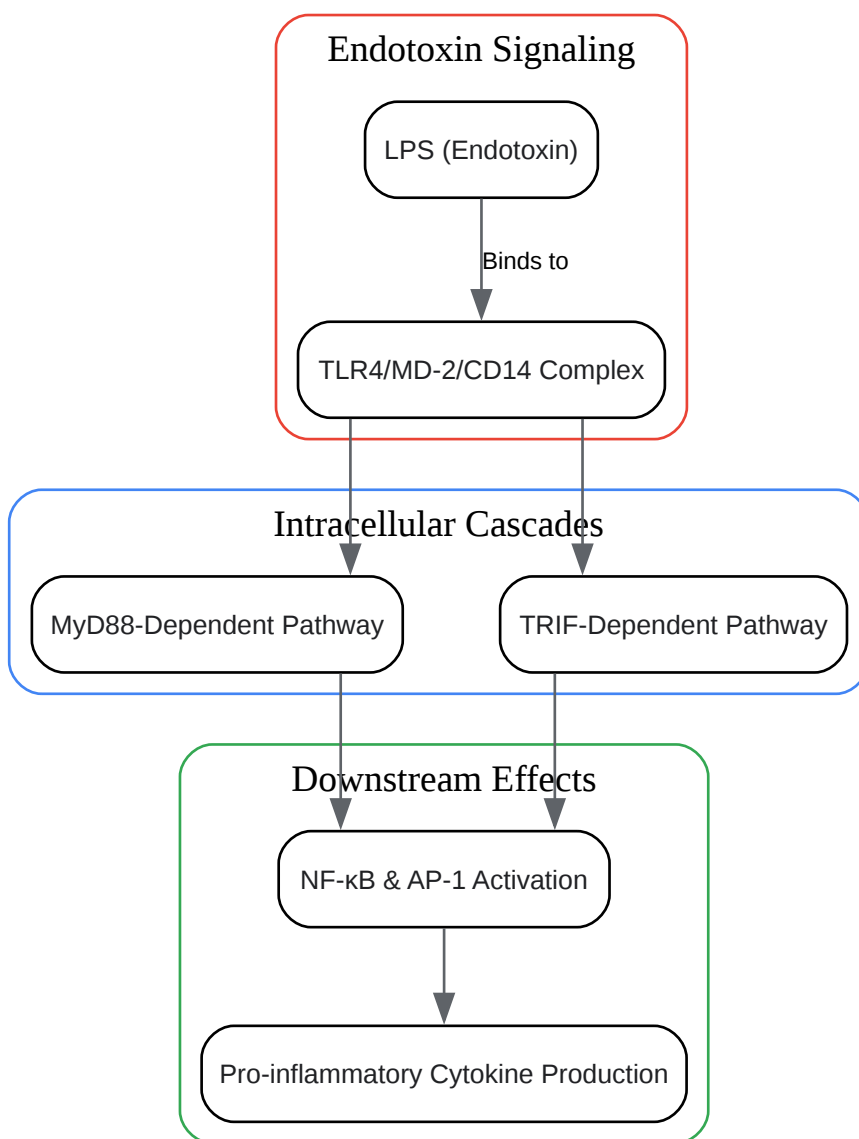 Endotoxin Signaling
LPS (Endotoxin)
Binds to
TLR4/MD-2/CD14 Complex
Intracellular Cascades
MyD88-Dependent Pathway
TRIF-Dependent Pathway
Downstream Effects
NF-κB & AP-1 Activation
Pro-inflammatory Cytokine Production